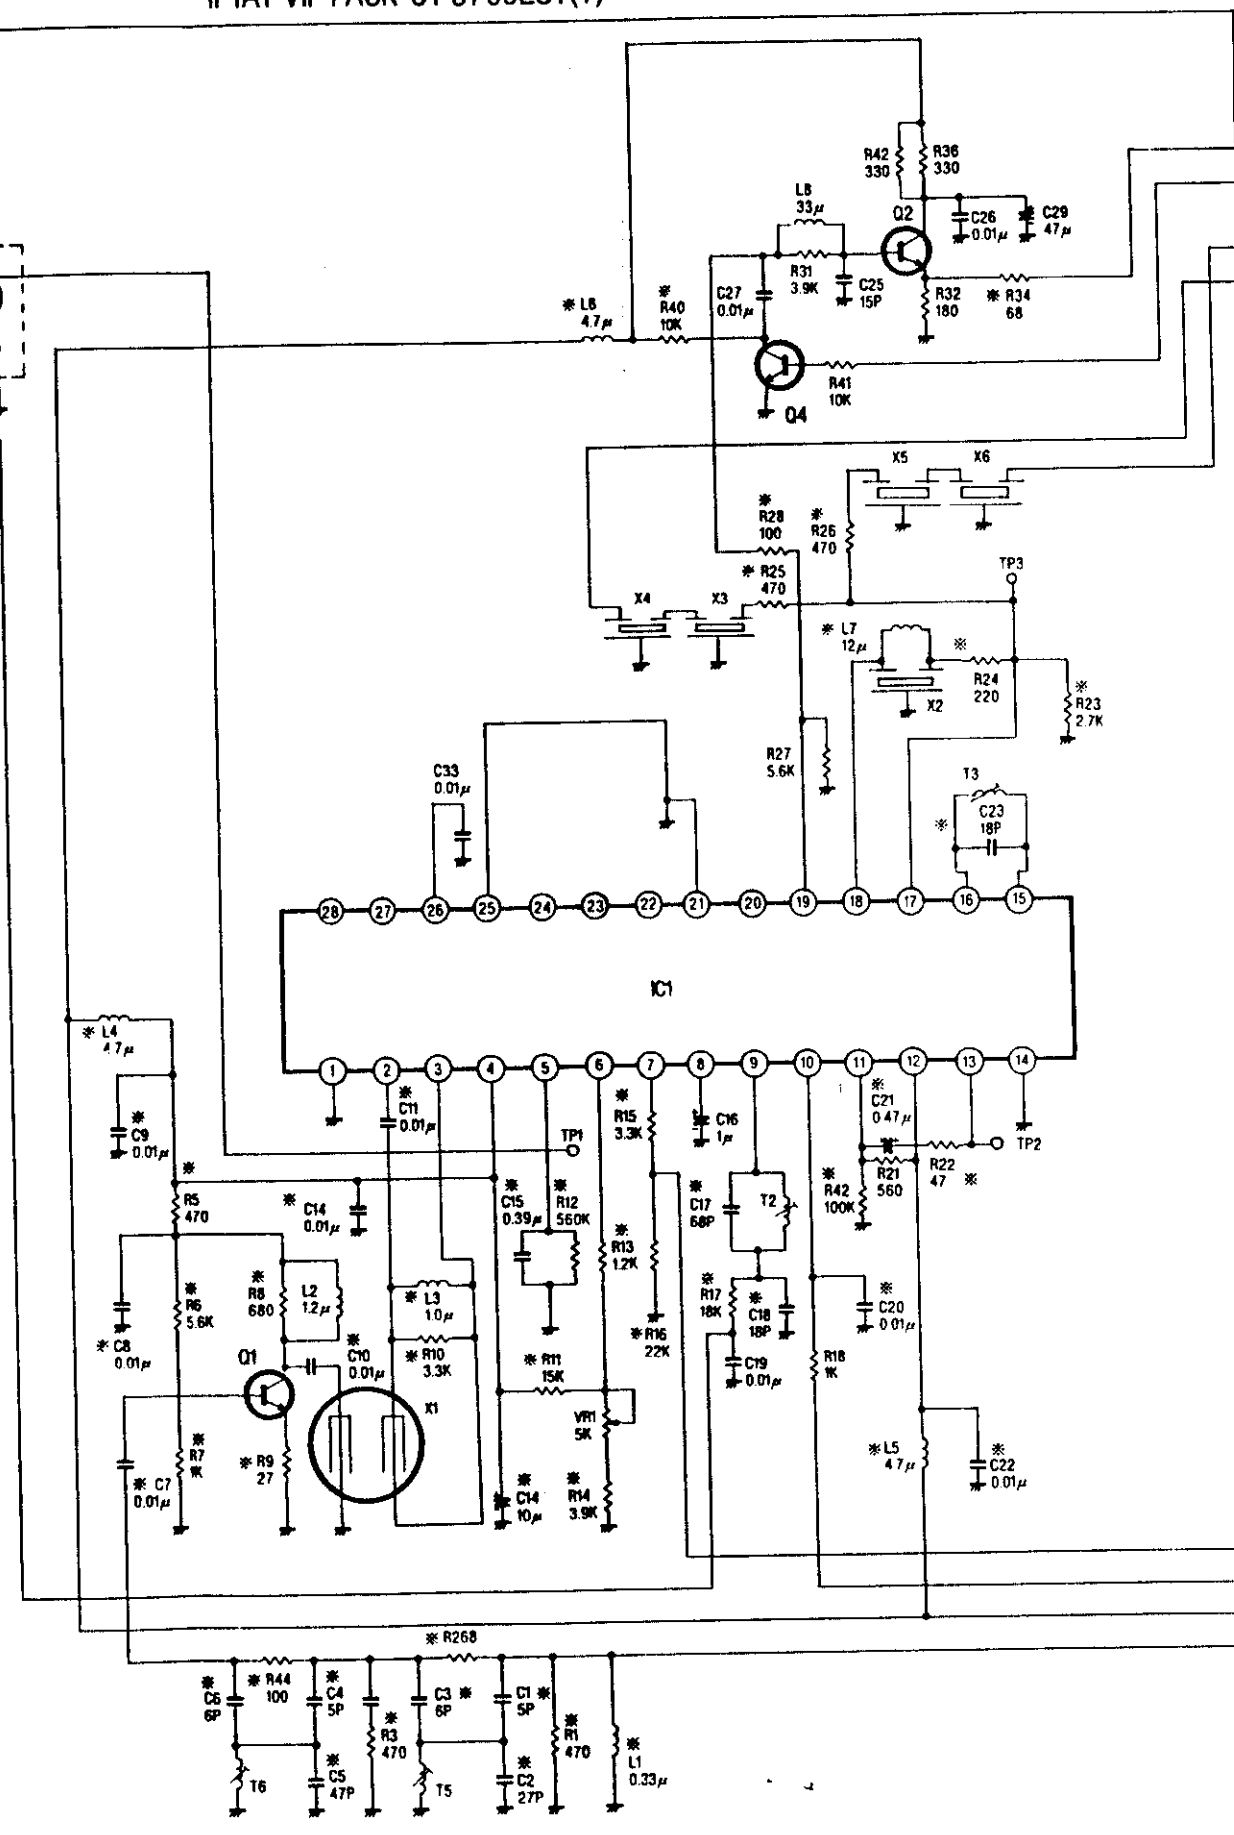 R42
330
R36
330
L8
33μ
Q2
C26
0.01μ
C29
47μ
R31
3.9K
C25
15P
R32
180
※ R34
68
C27
0.01μ
※ L6
4.7μ
※
R40
10K
R41
10K
Q4
X5
X6
※
R28
100
※
R26
470
※ R25
470
TP3
X4
X3
※ L7
12μ
※
R24
220
X2
※
R23
2.7K
R27
5.6K
T3
C23
18P
※
C33
0.01μ
28 27 26 25 24 23 22 21 20 19 18 17 16 15
IC1
1 2 3 4 5 6 7 8 9 10 11 12 13 14
※ L4
4.7μ
※
C9
0.01μ
※
C11
0.01μ
TP1
※
R15
3.3K
C16
1μ
※
C21
0.47μ
TP2
R22
47
※
R21
560
※
R42
100K
※
R5
470
※
C14
0.01μ
※
C15
0.39μ
※
R12
560K
※
R13
1.2K
※
C17
68P
T2
※
R6
5.6K
※
R8
680
L2
1.2μ
※ L3
1.0μ
※ R10
3.3K
※ R16
22K
※
R17
18K
※
C18
18P
C19
0.01μ
※
C20
0.01μ
R18
1K
※ C8
0.01μ
Q1
※
C10
0.01μ
X1
※ R11
15K
VR1
5K
※
R7
1K
※ R9
27
※ C7
0.01μ
※
C14
10μ
※
R14
3.9K
※ L5
4.7μ
※
C22
0.01μ
※ R268
※
C6
6P
※ R44
100
※
C4
5P
C3 ※
6P
C1 ※
5P
※
R3
470
※
R1
470
※
L1
0.33μ
T6
※
C5
47P
T5
※
C2
27P